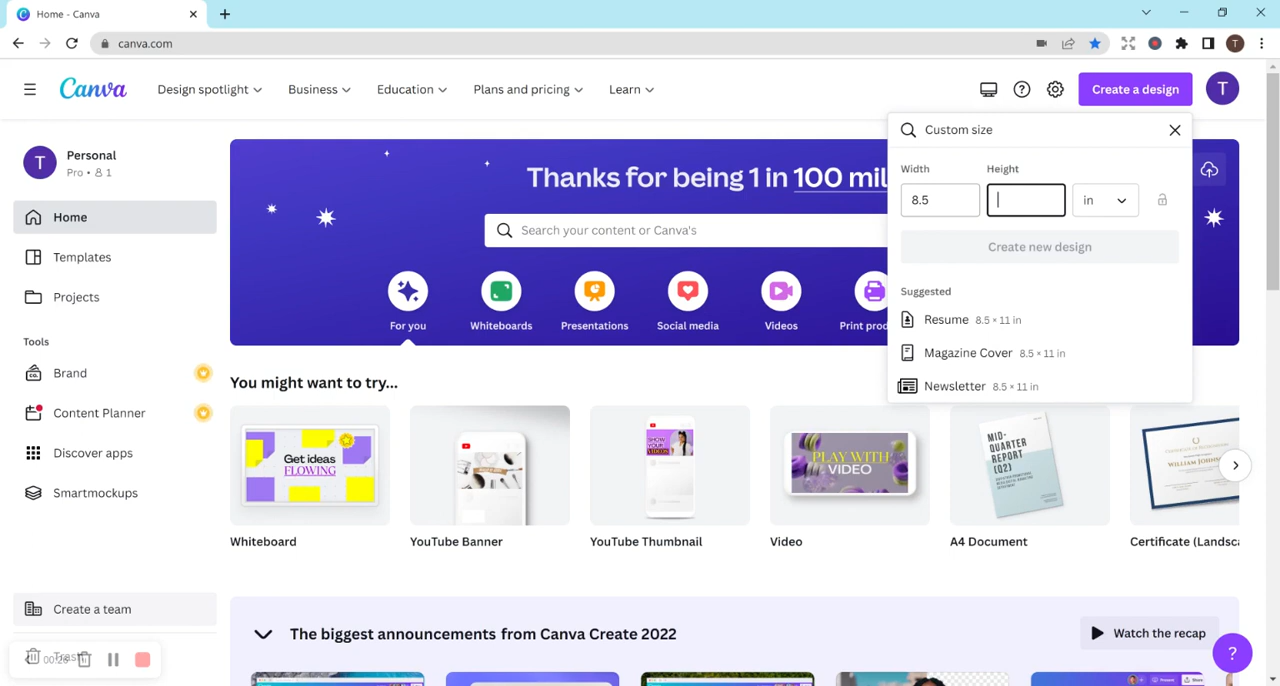 Home - Canva
canva.com
T
Canva
Design spotlight
Business
Education
Plans and pricing
Learn
Create a design
T
T
Personal
Pro • 1
Home
Templates
Projects
Tools
Brand
Content Planner
Discover apps
Smartmockups
Create a team
Trash
Thanks for being 1 in 100 mil
Search your content or Canva's
For you
Whiteboards
Presentations
Social media
Videos
Print prod
Custom size
Width
Height
8.5
in
Create new design
Suggested
Resume 8.5 × 11 in
Magazine Cover 8.5 × 11 in
Newsletter 8.5 × 11 in
You might want to try...
Get ideas
FLOWING
SHOW
YOUR
VIDEOS
PLAY WITH
VIDEO
MID-
QUARTER
REPORT
(Q2)
WILLIAM JOHNS
Whiteboard
YouTube Banner
YouTube Thumbnail
Video
A4 Document
Certificate (Landsca
The biggest announcements from Canva Create 2022
Watch the recap
?